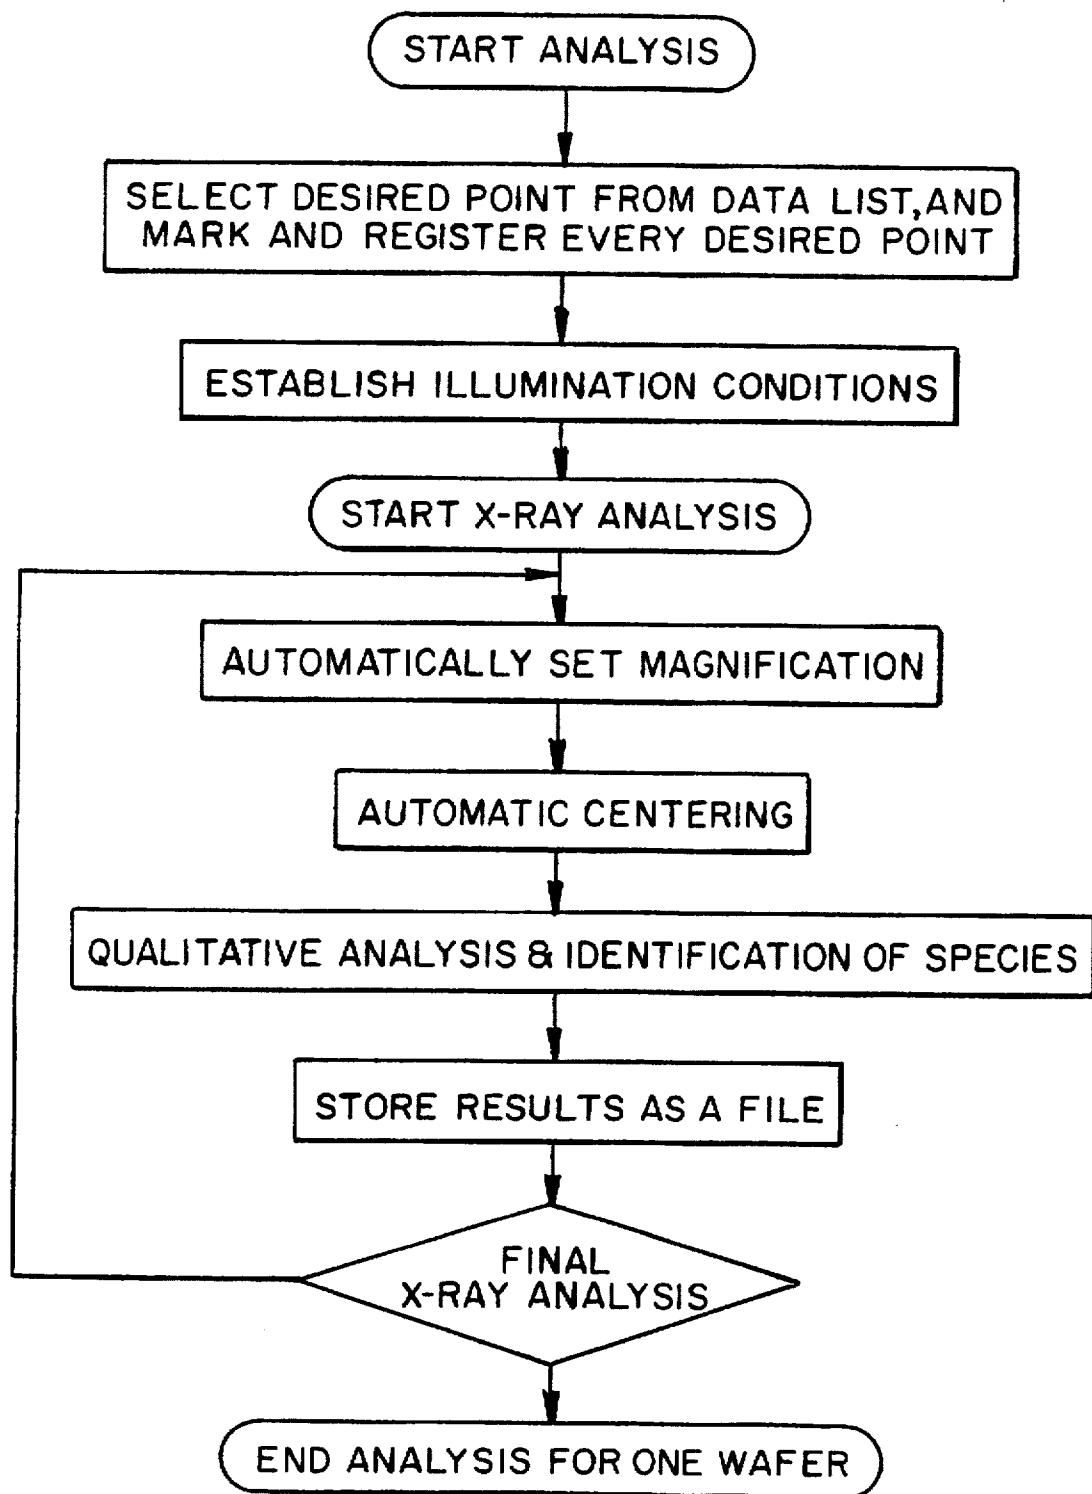 START ANALYSIS
SELECT DESIRED POINT FROM DATA LIST, AND
MARK AND REGISTER EVERY DESIRED POINT
ESTABLISH ILLUMINATION CONDITIONS
START X-RAY ANALYSIS
AUTOMATICALLY SET MAGNIFICATION
AUTOMATIC CENTERING
QUALITATIVE ANALYSIS & IDENTIFICATION OF SPECIES
STORE RESULTS AS A FILE
FINAL
X-RAY ANALYSIS
END ANALYSIS FOR ONE WAFER